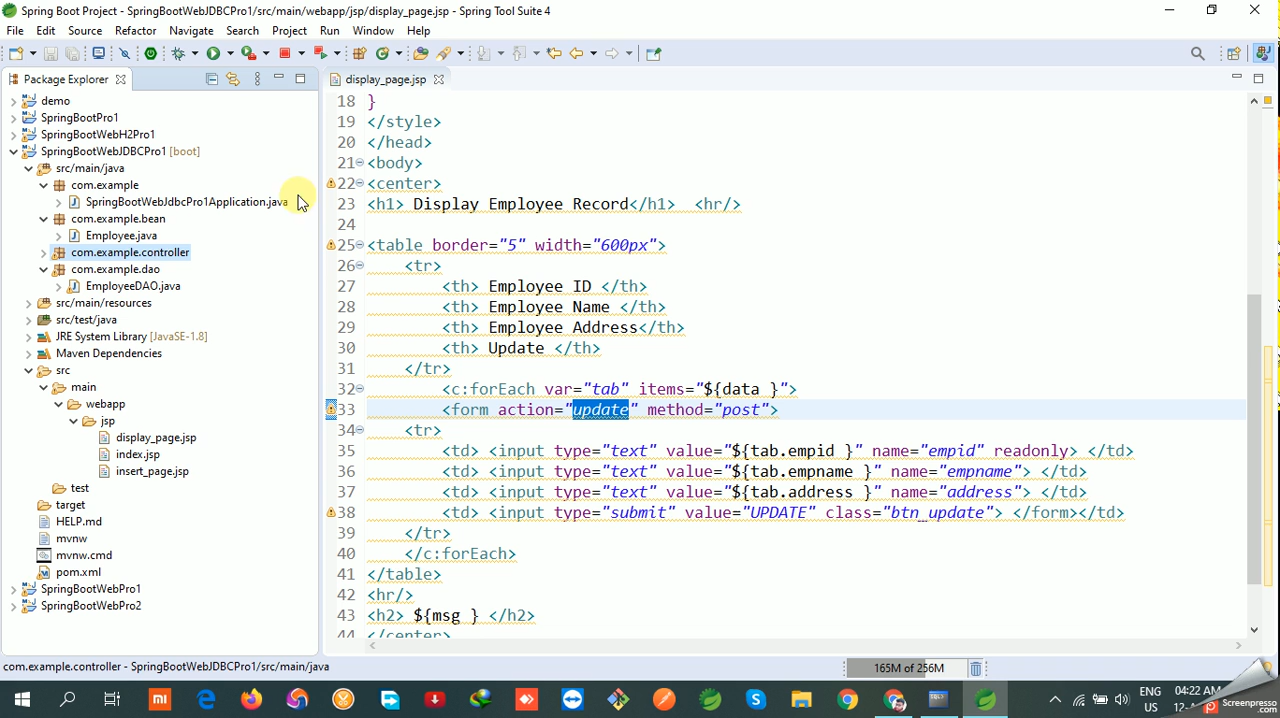 Spring Boot Project - SpringBootWebJDBCPro1/src/main/webapp/jsp/display_page.jsp - Spring Tool Suite 4
File Edit Source Refactor Navigate Search Project Run Window Help
Package Explorer
demo
SpringBootPro1
SpringBootWebH2Pro1
SpringBootWebJDBCPro1 [boot]
src/main/java
com.example
SpringBootWebJdbcPro1Application.java
com.example.bean
Employee.java
com.example.controller
com.example.dao
EmployeeDAO.java
src/main/resources
src/test/java
JRE System Library [JavaSE-1.8]
Maven Dependencies
src
main
webapp
jsp
display_page.jsp
index.jsp
insert_page.jsp
test
target
HELP.md
mvnw
mvnw.cmd
pom.xml
SpringBootWebPro1
SpringBootWebPro2
display_page.jsp
18 }
19 </style>
20 </head>
21 <body>
22 <center>
23 <h1> Display Employee Record</h1> <hr/>
24
25 <table border="5" width="600px">
26 <tr>
27 <th> Employee ID </th>
28 <th> Employee Name </th>
29 <th> Employee Address</th>
30 <th> Update </th>
31 </tr>
32 <c:forEach var="tab" items="${data }">
33 <form action="update" method="post">
34 <tr>
35 <td> <input type="text" value="${tab.empid }" name="empid" readonly> </td>
36 <td> <input type="text" value="${tab.empname }" name="empname"> </td>
37 <td> <input type="text" value="${tab.address }" name="address"> </td>
38 <td> <input type="submit" value="UPDATE" class="btn_update"> </form></td>
39 </tr>
40 </c:forEach>
41 </table>
42 <hr/>
43 <h2> ${msg } </h2>
44 </center>
com.example.controller - SpringBootWebJDBCPro1/src/main/java
165M of 256M
ENG 04:22 AM
US 12-A
Screenpresso.com